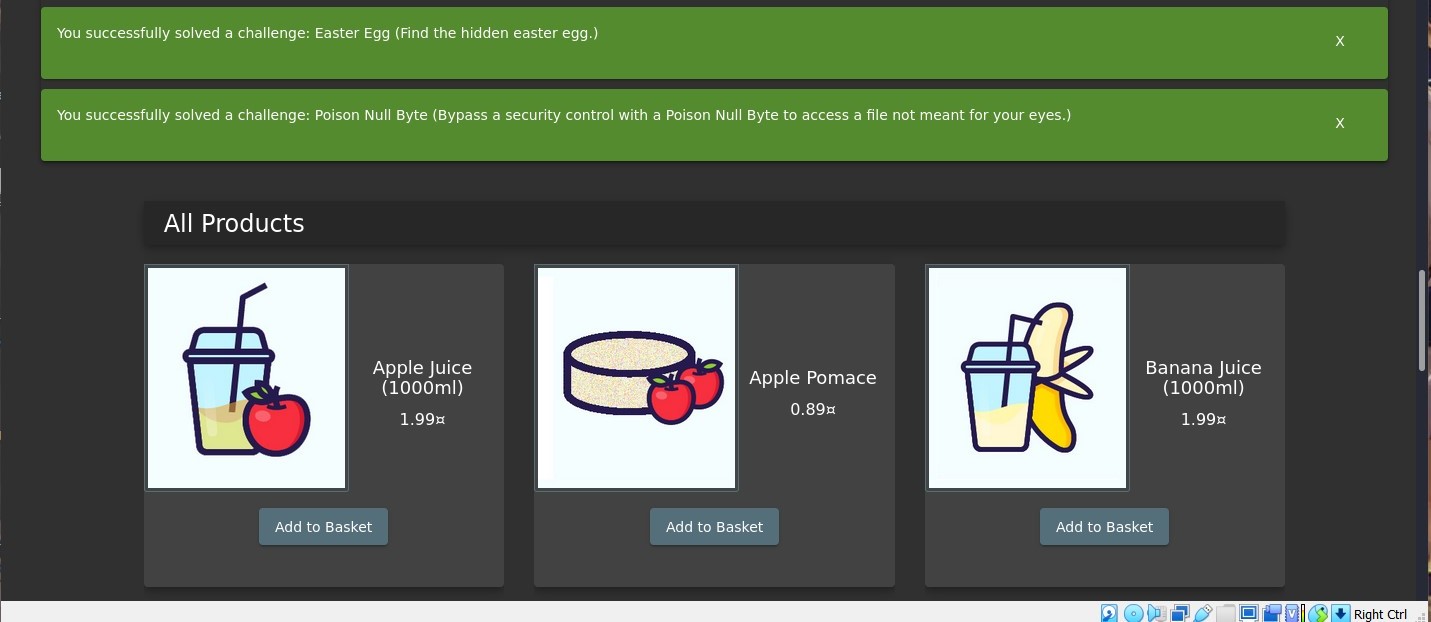 You successfully solved a challenge: Easter Egg (Find the hidden easter egg.)
X
You successfully solved a challenge: Poison Null Byte (Bypass a security control with a Poison Null Byte to access a file not meant for your eyes.)
X
All Products
Apple Juice
(1000ml)
1.99¤
Add to Basket
Apple Pomace
0.89¤
Add to Basket
Banana Juice
(1000ml)
1.99¤
Add to Basket
Right Ctrl